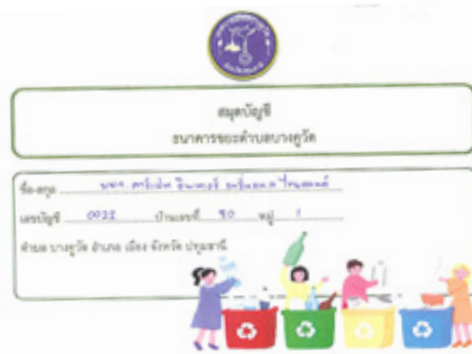 สมุดบัญชี
ธนาคารขยะตำบลบางคูวัด
ชื่อ-สกุล
เลขบัญชี 0022 บ้านเลขที่ 80 หมู่ 1
ตำบล บางคูวัด อำเภอ เมือง จังหวัด ปทุมธานี